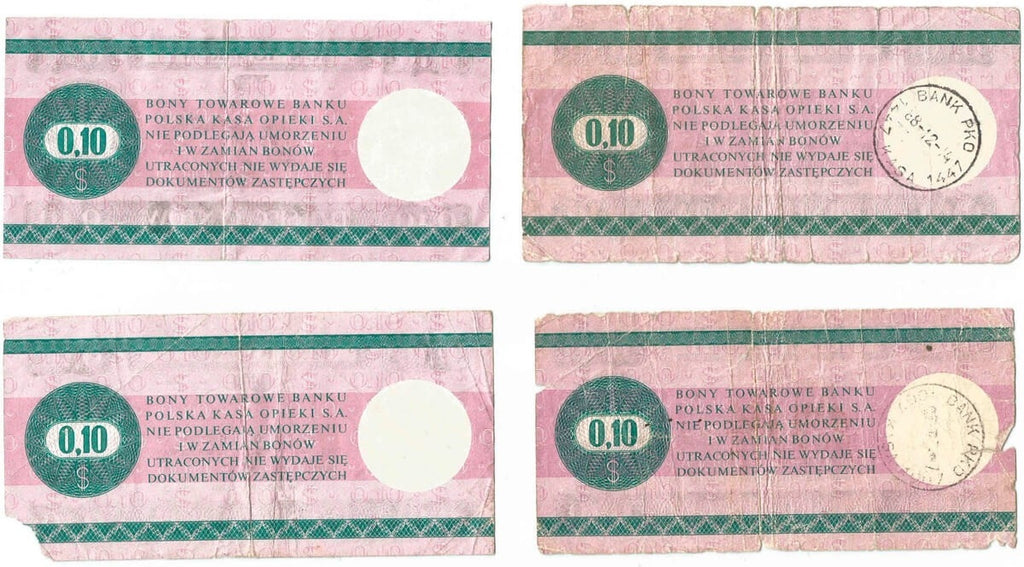 0,10
$
BONY TOWAROWE BANKU
POLSKA KASA OPIEKI S.A.
NIE PODLEGAJĄ UMORZENIU
I W ZAMIAN BONÓW
UTRACONYCH NIE WYDAJE SIĘ
DOKUMENTÓW ZASTĘPCZYCH
0,10
$
BONY TOWAROWE BANKU
POLSKA KASA OPIEKI S.A.
NIE PODLEGAJĄ UMORZENIU
I W ZAMIAN BONÓW
UTRACONYCH NIE WYDAJE SIĘ
DOKUMENTÓW ZASTĘPCZYCH
BANK PKO
SA 1447
0,10
$
BONY TOWAROWE BANKU
POLSKA KASA OPIEKI S.A.
NIE PODLEGAJĄ UMORZENIU
I W ZAMIAN BONÓW
UTRACONYCH NIE WYDAJE SIĘ
DOKUMENTÓW ZASTĘPCZYCH
0,10
$
BONY TOWAROWE BANKU
POLSKA KASA OPIEKI S.A.
NIE PODLEGAJĄ UMORZENIU
I W ZAMIAN BONÓW
UTRACONYCH NIE WYDAJE SIĘ
DOKUMENTÓW ZASTĘPCZYCH
BANK PKO